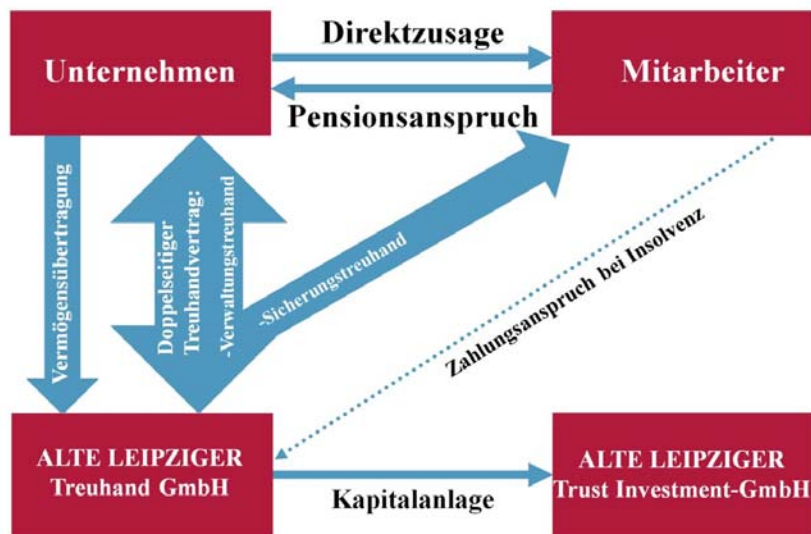 Unternehmen
Direktzusage
Mitarbeiter
Pensionsanspruch
Vermögensübertragung
Doppelseitiger
Treuhandvertrag:
-Verwaltungstreuhand
-Sicherungstreuhand
Zahlungsanspruch bei Insolvenz
ALTE LEIPZIGER
Treuhand GmbH
Kapitalanlage
ALTE LEIPZIGER
Trust Investment-GmbH